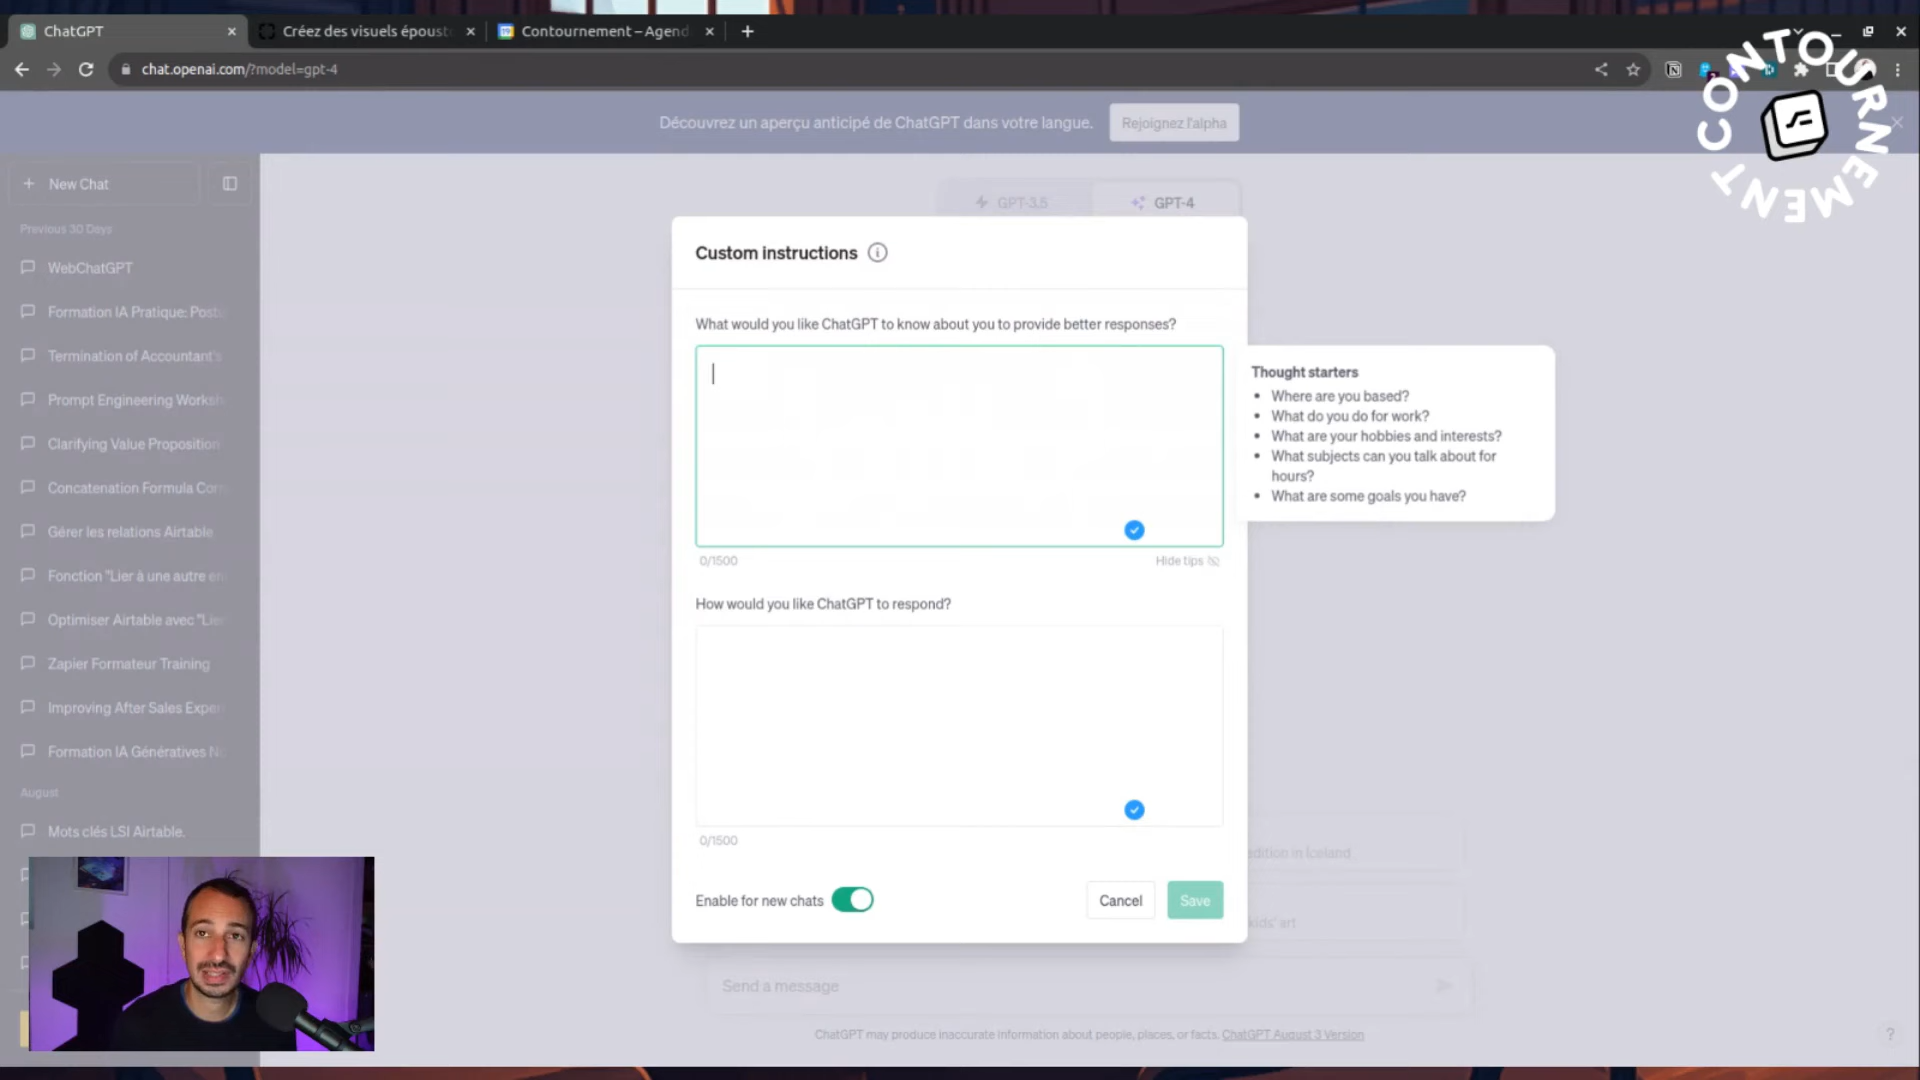 ChatGPT
Créez des visuels époust
Contournement – Agend
chat.openai.com/?model=gpt-4
CONTOURNEMENT
Découvrez un aperçu anticipé de ChatGPT dans votre langue.
Rejoignez l'alpha
New Chat
GPT-3.5
GPT-4
Previous 30 Days
WebChatGPT
Formation IA Pratique: Postu
Termination of Accountant's
Prompt Engineering Worksh
Clarifying Value Proposition
Concatenation Formula Corr
Gérer les relations Airtable
Fonction "Lier à une autre en
Optimiser Airtable avec "Lie
Zapier Formateur Training
Improving After Sales Exper
Formation IA Génératives No
August
Mots clés LSI Airtable.
Custom instructions
What would you like ChatGPT to know about you to provide better responses?
0/1500
Hide tips
Thought starters
Where are you based?
What do you do for work?
What are your hobbies and interests?
What subjects can you talk about for
hours?
What are some goals you have?
How would you like ChatGPT to respond?
0/1500
Enable for new chats
Cancel
Save
edition in Iceland
kids' art
Send a message
ChatGPT may produce inaccurate information about people, places, or facts. ChatGPT August 3 Version
?